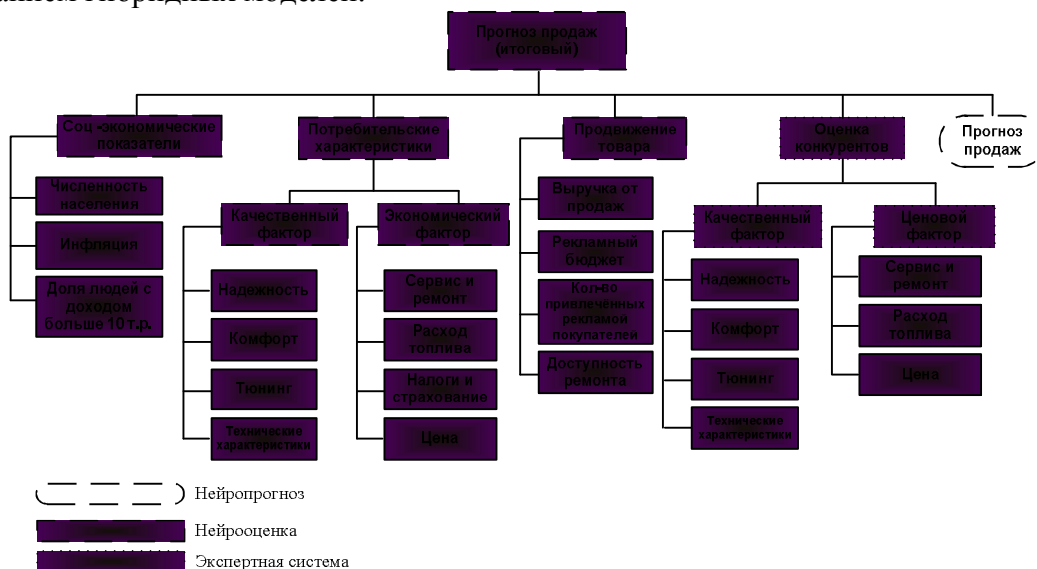 Прогноз продаж
(итоговый)
Соц -экономические
показатели
Потребительские
характеристики
Продвижение
товара
Оценка
конкурентов
Прогноз
продаж
Численность
населения
Инфляция
Доля людей с
доходом
больше 10 т.р.
Качественный
фактор
Надежность
Комфорт
Тюнинг
Технические
характеристики
Экономический
фактор
Сервис и
ремонт
Расход
топлива
Налоги и
страхование
Цена
Выручка от
продаж
Рекламный
бюджет
Кол-во
привлечённых
рекламой
покупателей
Доступность
ремонта
Качественный
фактор
Надежность
Комфорт
Тюнинг
Технические
характеристики
Ценовой
фактор
Сервис и
ремонт
Расход
топлива
Цена
Нейропрогноз
Нейрооценка
Экспертная система